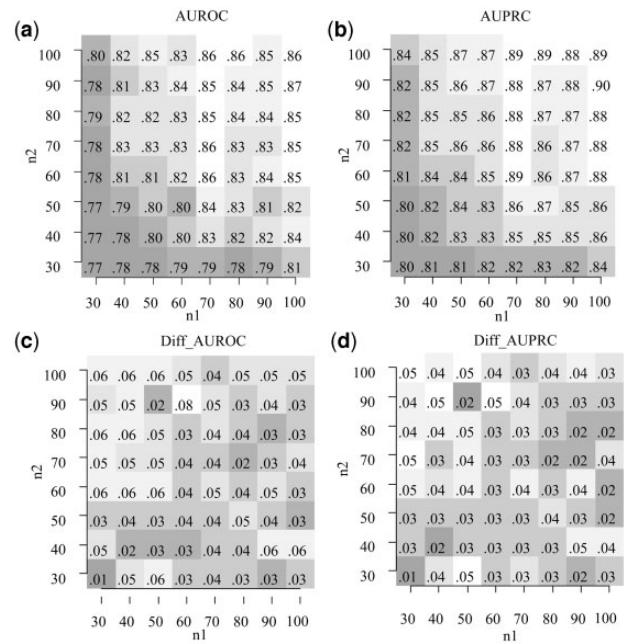 (a) AUROC
100 .80 .82 .85 .83 .86 .86 .85 .86
90 .78 .81 .83 .84 .85 .84 .85 .87
80 .79 .82 .82 .83 .85 .84 .84 .85
70 .78 .83 .83 .83 .85 .83 .83 .85
60 .78 .81 .81 .82 .86 .83 .84 .85
50 .77 .79 .80 .80 .84 .83 .81 .82
40 .77 .78 .80 .80 .83 .82 .82 .84
30 .77 .78 .78 .79 .79 .78 .79 .81
n2
30 40 50 60 70 80 90 100
n1
(b) AUPRC
100 .84 .85 .87 .87 .89 .89 .88 .89
90 .82 .85 .86 .87 .88 .87 .88 .90
80 .82 .85 .86 .86 .88 .87 .87 .88
70 .82 .85 .86 .86 .88 .86 .87 .88
60 .81 .84 .84 .85 .89 .86 .87 .88
50 .80 .82 .84 .83 .86 .87 .85 .86
40 .80 .82 .83 .83 .85 .85 .85 .86
30 .80 .81 .81 .82 .82 .83 .82 .84
n2
30 40 50 60 70 80 90 100
n1
(c) Diff_AUROC
100 .06 .06 .06 .05 .04 .05 .05 .05
90 .05 .05 .02 .08 .05 .03 .04 .03
80 .06 .06 .05 .03 .04 .04 .03 .03
70 .05 .05 .05 .04 .04 .02 .03 .04
60 .06 .06 .06 .04 .05 .04 .05 .03
50 .03 .04 .03 .04 .04 .05 .04 .03
40 .05 .02 .03 .03 .04 .04 .06 .06
30 .01 .05 .06 .03 .04 .03 .03 .03
n2
30 40 50 60 70 80 90 100
n1
(d) Diff_AUPRC
100 .05 .04 .05 .04 .03 .04 .04 .03
90 .04 .05 .02 .05 .04 .03 .03 .03
80 .04 .04 .05 .03 .03 .03 .02 .02
70 .05 .03 .04 .03 .03 .02 .02 .04
60 .05 .04 .04 .03 .04 .03 .04 .02
50 .03 .03 .03 .03 .03 .04 .03 .02
40 .03 .02 .03 .03 .03 .03 .05 .04
30 .01 .04 .05 .03 .03 .03 .02 .03
n2
30 40 50 60 70 80 90 100
n1